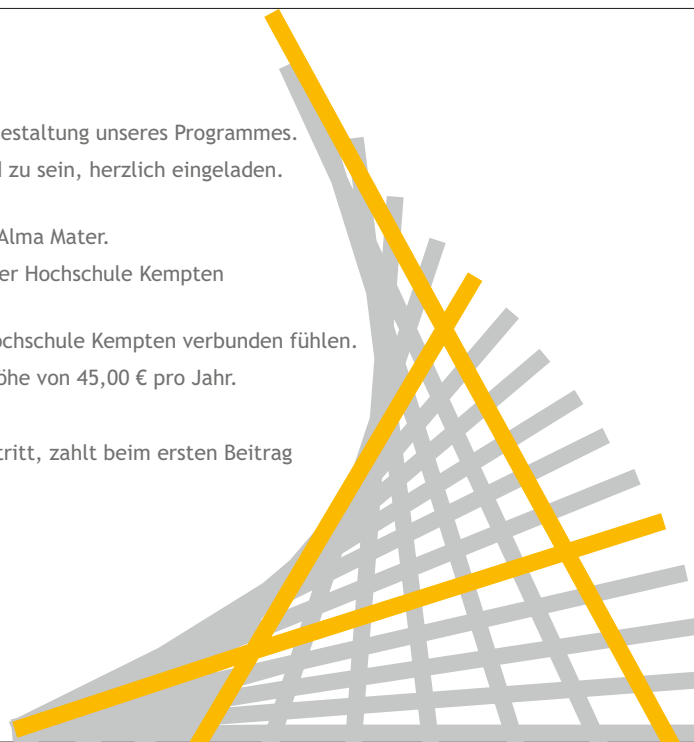 estaltung unseres Programmes.
zu sein, herzlich eingeladen.
Alma Mater.
er Hochschule Kempten
ochschule Kempten verbunden fühlen.
öhe von 45,00 € pro Jahr.
tritt, zahlt beim ersten Beitrag